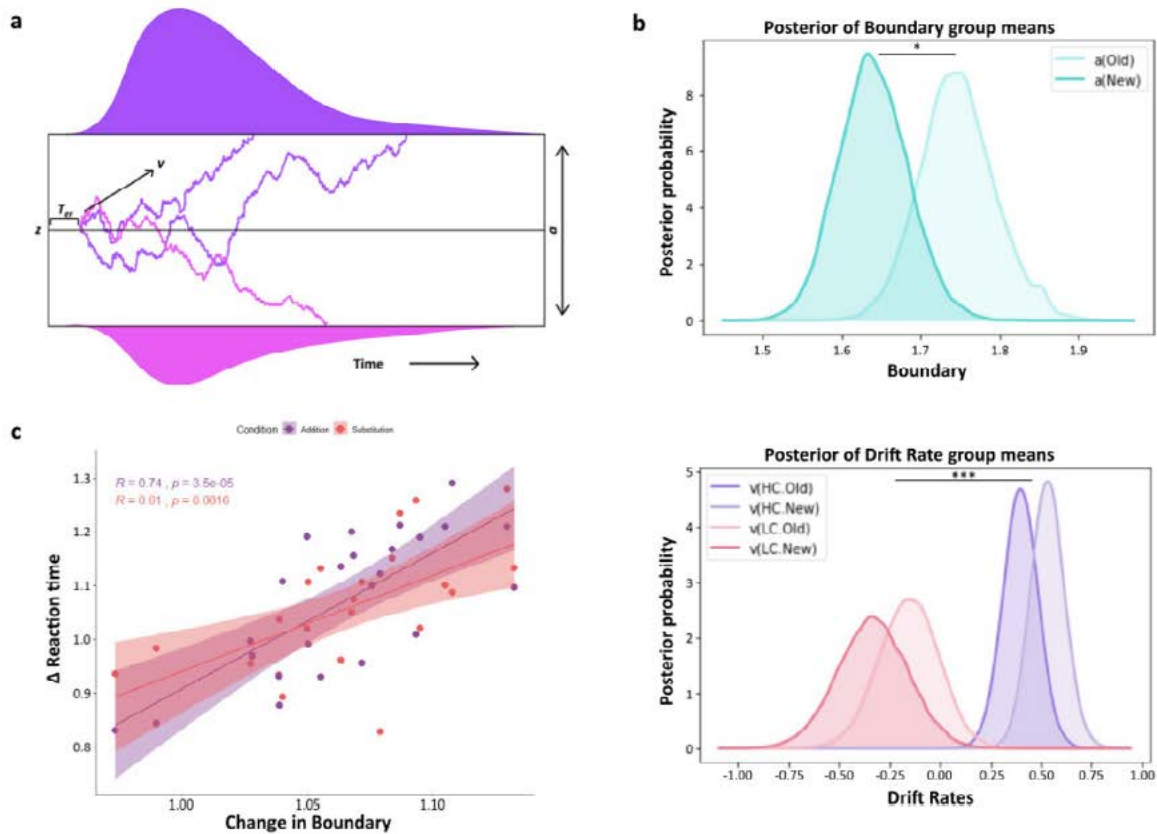 a
v
T_er
z
a
Time
b
Posterior of Boundary group means
*
a(Old)
a(New)
Posterior probability
8
6
4
2
0
1.5 1.6 1.7 1.8 1.9
Boundary
c
Condition Addition Substitution
R = 0.74 , p = 3.5e-05
R = 0.61 , p = 0.0016
Δ Reaction time
1.3
1.2
1.1
1.0
0.9
0.8
1.00 1.05 1.10
Change in Boundary
Posterior of Drift Rate group means
***
v(HC.Old)
v(HC.New)
v(LC.Old)
v(LC.New)
Posterior probability
5
4
3
2
1
0
-1.00 -0.75 -0.50 -0.25 0.00 0.25 0.50 0.75 1.00
Drift Rates